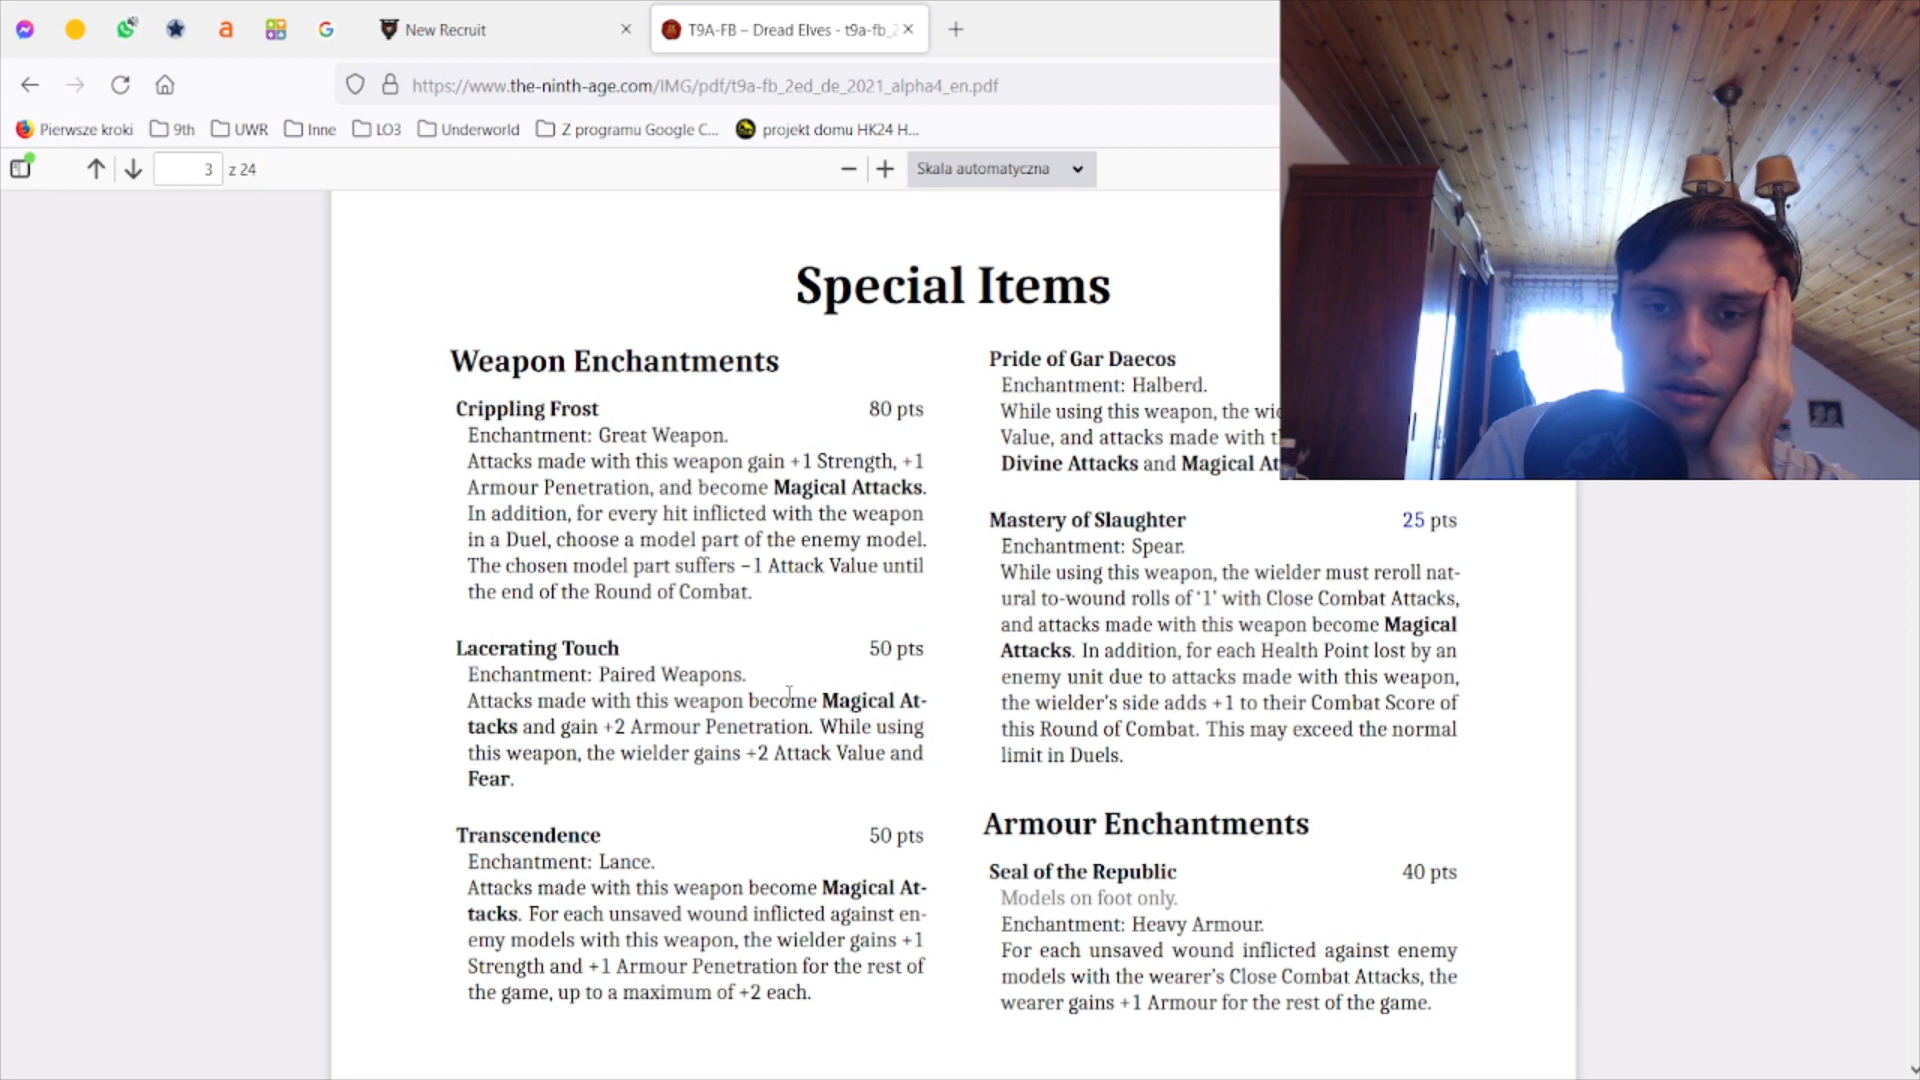 New Recruit
T9A-FB – Dread Elves - t9a-fb_2
https://www.the-ninth-age.com/IMG/pdf/t9a-fb_2ed_de_2021_alpha4_en.pdf
Pierwsze kroki
9th
UWR
Inne
LO3
Underworld
Z programu Google C...
projekt domu HK24 H...
3 z 24
Skala automatyczna
Special Items
Weapon Enchantments
Crippling Frost 80 pts
Enchantment: Great Weapon.
Attacks made with this weapon gain +1 Strength, +1
Armour Penetration, and become Magical Attacks.
In addition, for every hit inflicted with the weapon
in a Duel, choose a model part of the enemy model.
The chosen model part suffers −1 Attack Value until
the end of the Round of Combat.
Lacerating Touch 50 pts
Enchantment: Paired Weapons.
Attacks made with this weapon become Magical At-
tacks and gain +2 Armour Penetration. While using
this weapon, the wielder gains +2 Attack Value and
Fear.
Transcendence 50 pts
Enchantment: Lance.
Attacks made with this weapon become Magical At-
tacks. For each unsaved wound inflicted against en-
emy models with this weapon, the wielder gains +1
Strength and +1 Armour Penetration for the rest of
the game, up to a maximum of +2 each.
Pride of Gar Daecos
Enchantment: Halberd.
While using this weapon, the
Value, and attacks made with
Divine Attacks and Magical
Mastery of Slaughter 25 pts
Enchantment: Spear.
While using this weapon, the wielder must reroll nat-
ural to-wound rolls of ‘1’ with Close Combat Attacks,
and attacks made with this weapon become Magical
Attacks. In addition, for each Health Point lost by an
enemy unit due to attacks made with this weapon,
the wielder’s side adds +1 to their Combat Score of
this Round of Combat. This may exceed the normal
limit in Duels.
Armour Enchantments
Seal of the Republic 40 pts
Models on foot only.
Enchantment: Heavy Armour.
For each unsaved wound inflicted against enemy
models with the wearer’s Close Combat Attacks, the
wearer gains +1 Armour for the rest of the game.